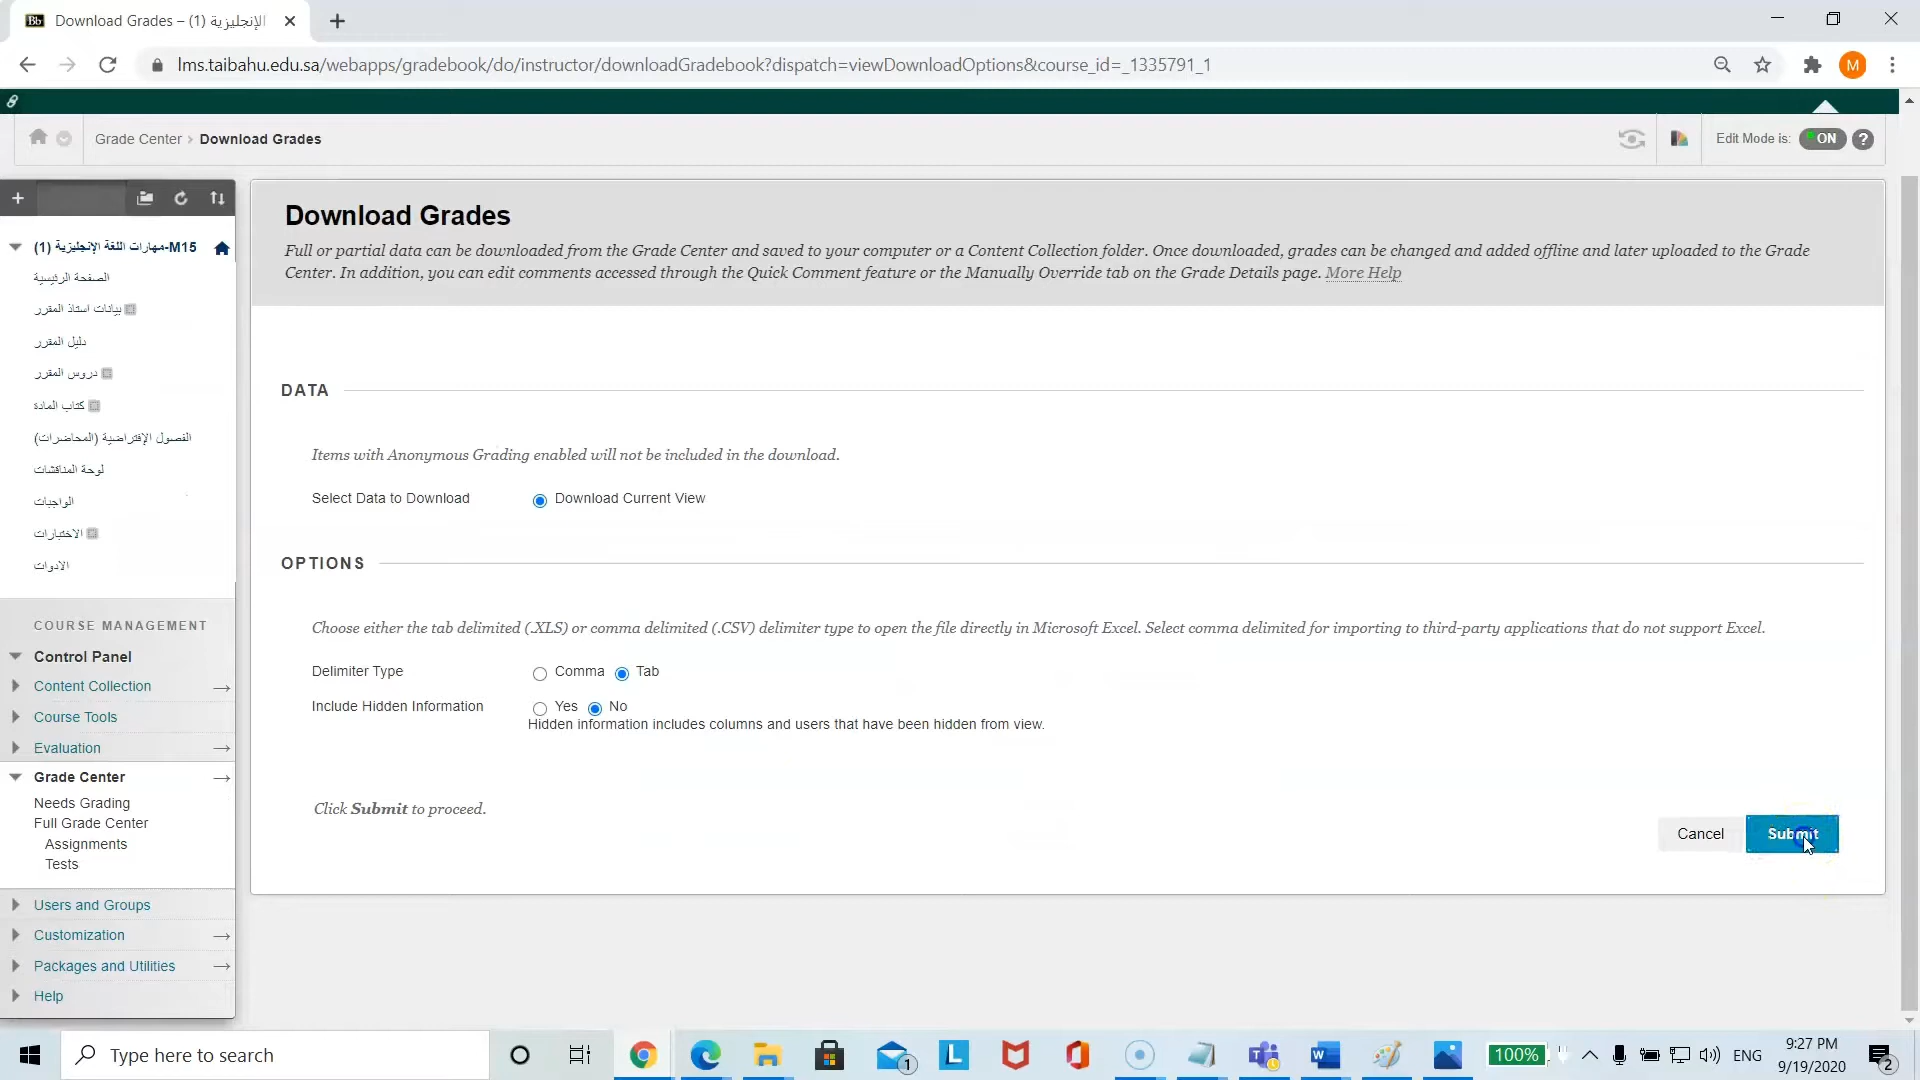 Download Grades – (1) الإنجليزية
lms.taibahu.edu.sa/webapps/gradebook/do/instructor/downloadGradebook?dispatch=viewDownloadOptions&course_id=_1335791_1
M
Grade Center > Download Grades
Edit Mode is: ON ?
M15-مهارات اللغة الإنجليزية (1)
الصفحة الرئيسية
بيانات استاذ المقرر
دليل المقرر
دروس المقرر
كتاب المادة
الفصول الإفتراضية (المحاضرات)
لوحة المناقشات
الواجبات
الاختبارات
الادوات
COURSE MANAGEMENT
Control Panel
Content Collection
Course Tools
Evaluation
Grade Center
Needs Grading
Full Grade Center
Assignments
Tests
Users and Groups
Customization
Packages and Utilities
Help
Download Grades
Full or partial data can be downloaded from the Grade Center and saved to your computer or a Content Collection folder. Once downloaded, grades can be changed and added offline and later uploaded to the Grade
Center. In addition, you can edit comments accessed through the Quick Comment feature or the Manually Override tab on the Grade Details page. More Help
DATA
Items with Anonymous Grading enabled will not be included in the download.
Select Data to Download Download Current View
OPTIONS
Choose either the tab delimited (.XLS) or comma delimited (.CSV) delimiter type to open the file directly in Microsoft Excel. Select comma delimited for importing to third-party applications that do not support Excel.
Delimiter Type Comma Tab
Include Hidden Information Yes No
Hidden information includes columns and users that have been hidden from view.
Click Submit to proceed.
Cancel Submit
Type here to search
1
100%
ENG
9:27 PM
9/19/2020
2